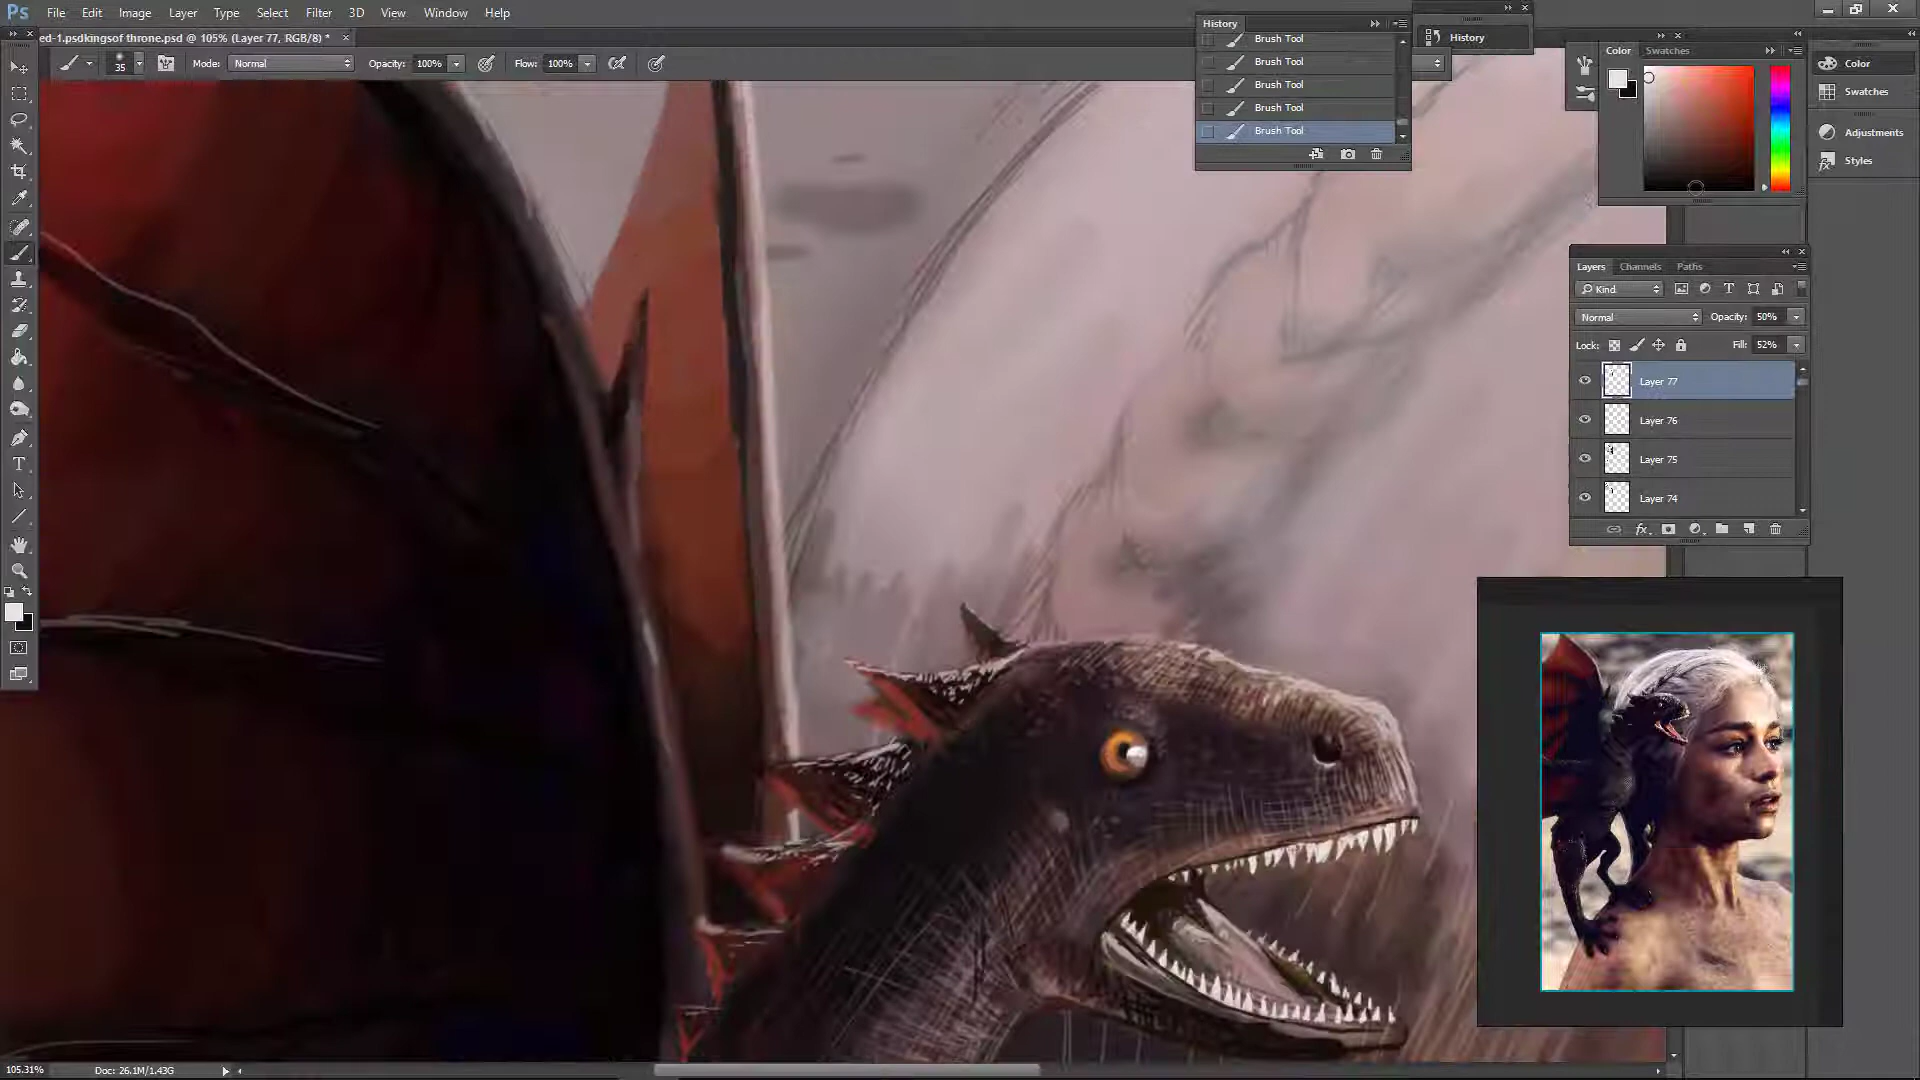 Ps File Edit Image Layer Type Select Filter 3D View Window Help
ed-1.psdkingsof throne.psd @ 105% (Layer 77, RGB/8) * ×
35 Mode: Normal Opacity: 100% Flow: 100%
History
Brush Tool
Brush Tool
Brush Tool
Brush Tool
Brush Tool
History
Color Swatches
Color
Swatches
Adjustments
Styles
Layers Channels Paths
Kind
Normal Opacity: 50%
Lock: Fill: 52%
Layer 77
Layer 76
Layer 75
Layer 74
fx
105.31% Doc: 26.1M/1.43G